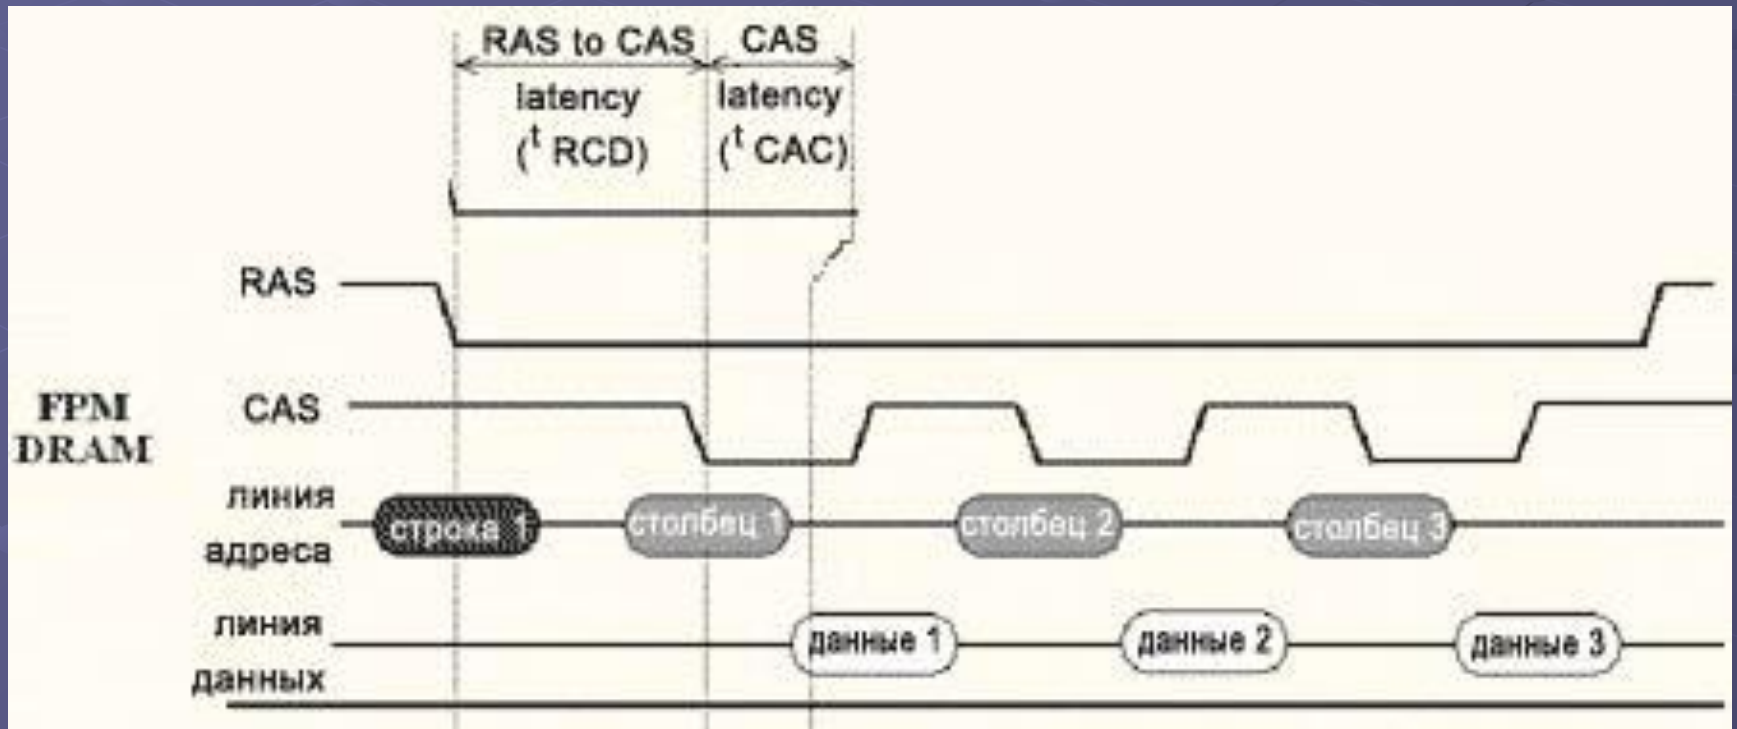 RAS to CAS
latency
(t RCD)
CAS
latency
(t CAC)
RAS
FPM
DRAM
CAS
линия
адреса
строка 1
столбец 1
столбец 2
столбец 3
линия
данных
данные 1
данные 2
данные 3